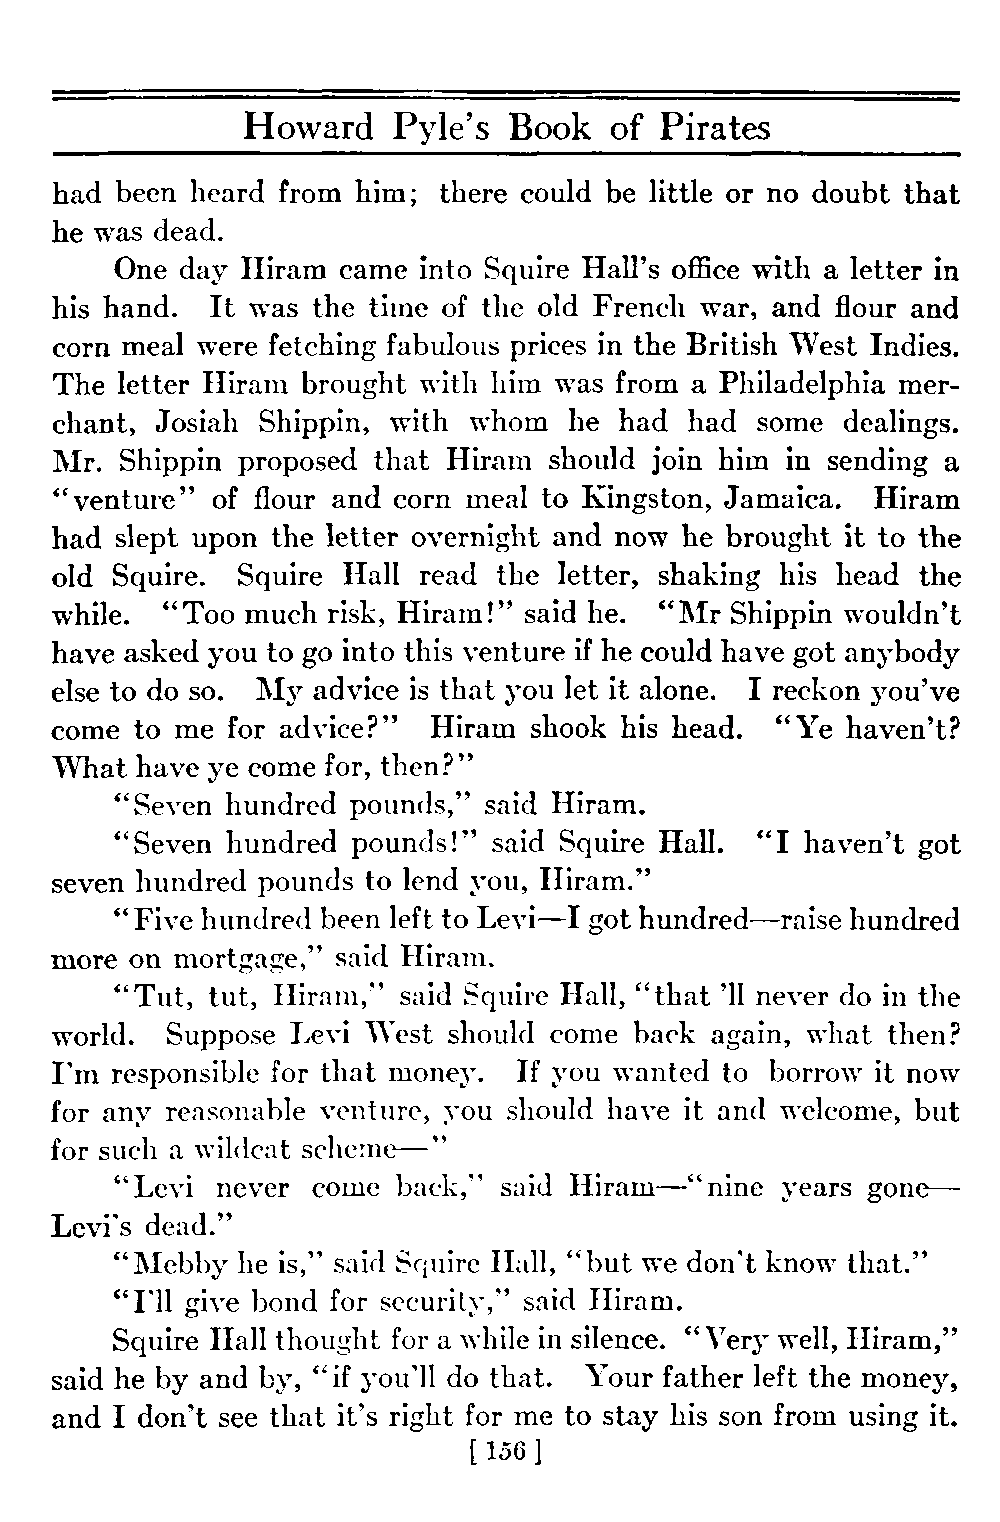 Howard Pyle's Book of Pirates
had been heard from him; there could be little or no doubt that
he was dead.
One day Hiram came into Squire Hall's office with a letter in
his hand. It was the time of the old French war, and flour and
corn meal were fetching fabulous prices in the British West Indies.
The letter Hiram brought with him was from a Philadelphia mer-
chant, Josiah Shippin, with whom he had had some dealings.
Mr. Shippin proposed that Hiram should join him in sending a
“venture” of flour and corn meal to Kingston, Jamaica. Hiram
had slept upon the letter overnight and now he brought it to the
old Squire. Squire Hall read the letter, shaking his head the
while. “Too much risk, Hiram!” said he. “Mr Shippin wouldn't
have asked you to go into this venture if he could have got anybody
else to do so. My advice is that you let it alone. I reckon you've
come to me for advice?” Hiram shook his head. “Ye haven't?
What have ye come for, then?”
“Seven hundred pounds,” said Hiram.
“Seven hundred pounds!” said Squire Hall. “I haven't got
seven hundred pounds to lend you, Hiram.”
“Five hundred been left to Levi—I got hundred—raise hundred
more on mortgage,” said Hiram.
“Tut, tut, Hiram,” said Squire Hall, “that 'll never do in the
world. Suppose Levi West should come back again, what then?
I'm responsible for that money. If you wanted to borrow it now
for any reasonable venture, you should have it and welcome, but
for such a wildcat scheme—”
“Levi never come back,” said Hiram—“nine years gone—
Levi's dead.”
“Mebby he is,” said Squire Hall, “but we don't know that.”
“I'll give bond for security,” said Hiram.
Squire Hall thought for a while in silence. “Very well, Hiram,”
said he by and by, “if you'll do that. Your father left the money,
and I don't see that it's right for me to stay his son from using it.
[ 156 ]